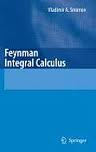 Vladimir A. Smirnov
Feynman
Integral Calculus
Springer